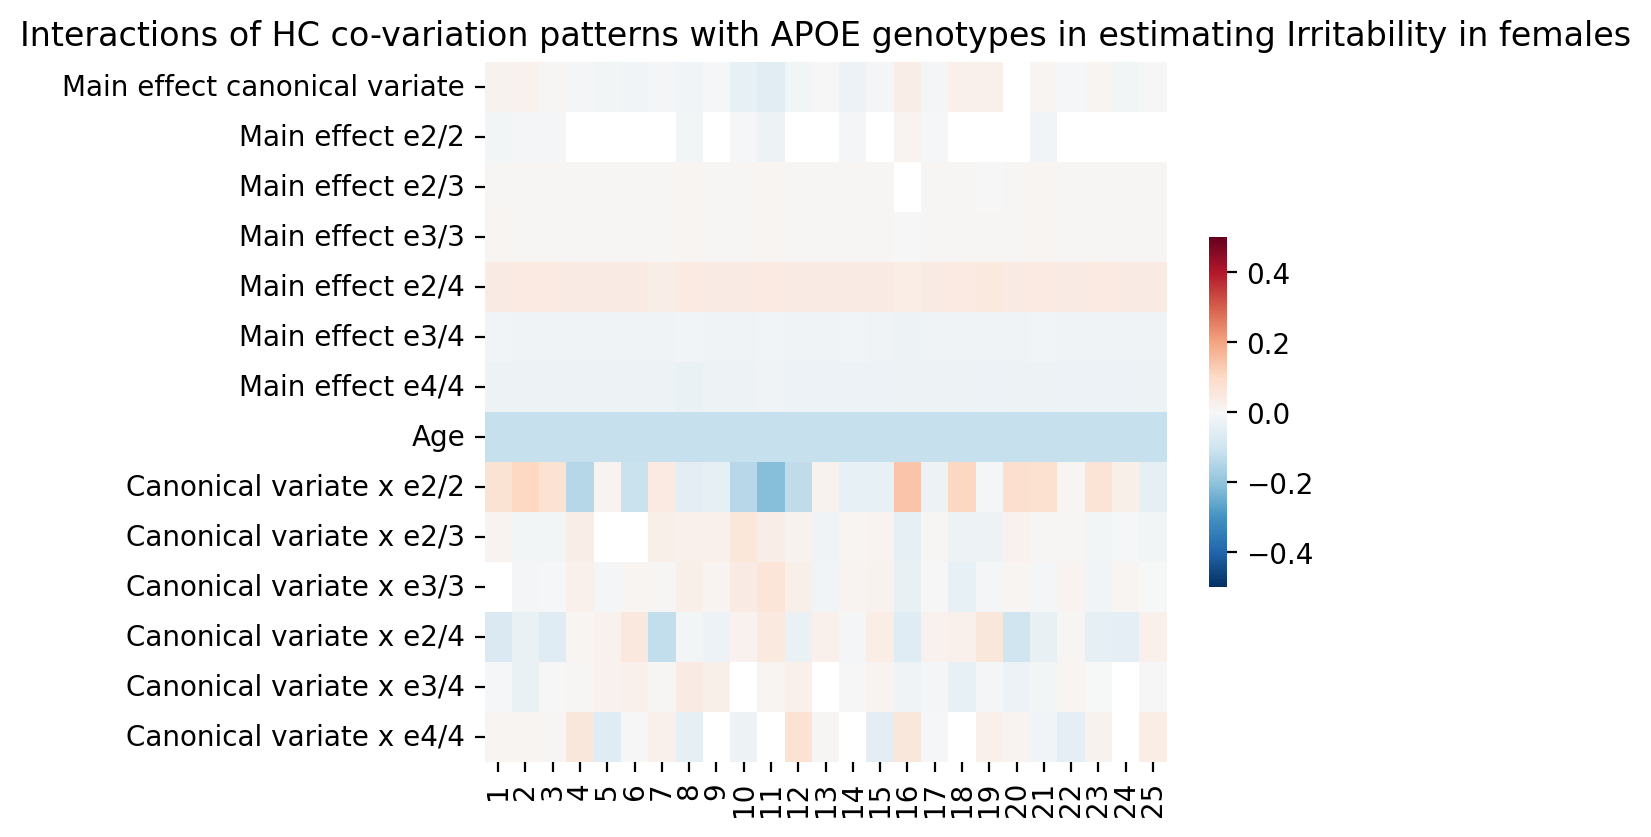 Interactions of HC co-variation patterns with APOE genotypes in estimating Irritability in females
Main effect canonical variate
Main effect e2/2
Main effect e2/3
Main effect e3/3
Main effect e2/4
Main effect e3/4
Main effect e4/4
Age
Canonical variate x e2/2
Canonical variate x e2/3
Canonical variate x e3/3
Canonical variate x e2/4
Canonical variate x e3/4
Canonical variate x e4/4
1 2 3 4 5 6 7 8 9 10 11 12 13 14 15 16 17 18 19 20 21 22 23 24 25
0.4
0.2
0.0
−0.2
−0.4